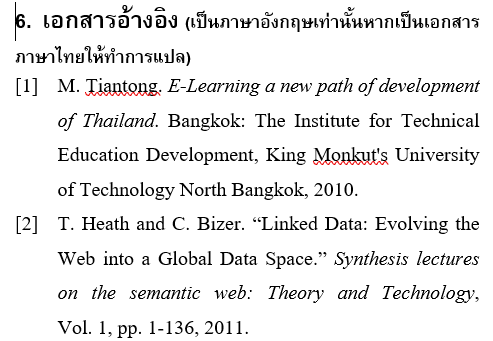 6. เอกสารอ้างอิง (เป็นภาษาอังกฤษเท่านั้นหากเป็นเอกสาร
ภาษาไทยให้ทำการแปล)
[1] M. Tiantong. E-Learning a new path of development
of Thailand. Bangkok: The Institute for Technical
Education Development, King Monkut's University
of Technology North Bangkok, 2010.
[2] T. Heath and C. Bizer. “Linked Data: Evolving the
Web into a Global Data Space.” Synthesis lectures
on the semantic web: Theory and Technology,
Vol. 1, pp. 1-136, 2011.